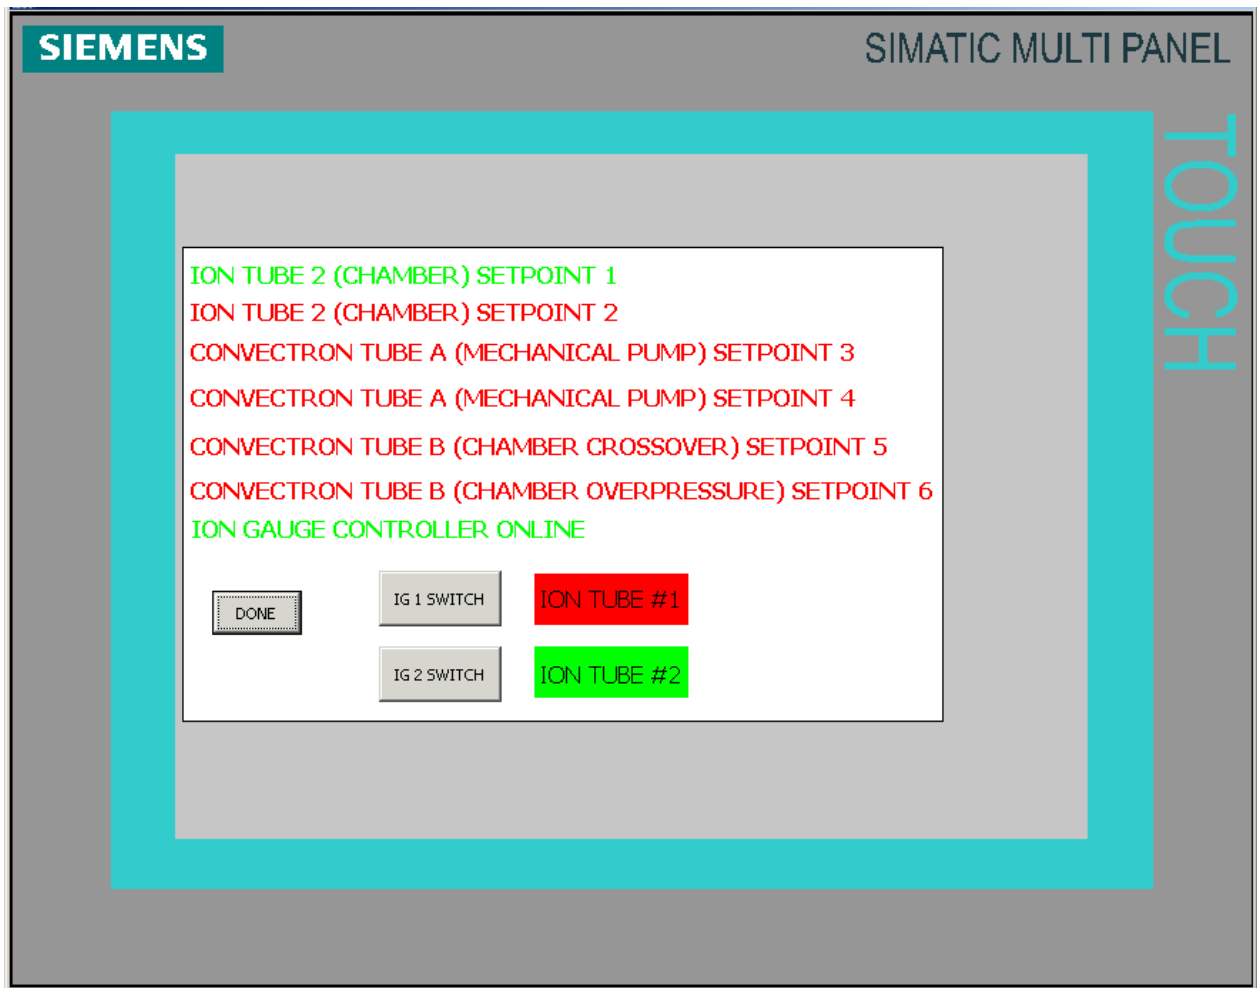 SIEMENS
SIMATIC MULTI PANEL
TOUCH
ION TUBE 2 (CHAMBER) SETPOINT 1
ION TUBE 2 (CHAMBER) SETPOINT 2
CONVECTRON TUBE A (MECHANICAL PUMP) SETPOINT 3
CONVECTRON TUBE A (MECHANICAL PUMP) SETPOINT 4
CONVECTRON TUBE B (CHAMBER CROSSOVER) SETPOINT 5
CONVECTRON TUBE B (CHAMBER OVERPRESSURE) SETPOINT 6
ION GAUGE CONTROLLER ONLINE
DONE
IG 1 SWITCH
ION TUBE #1
IG 2 SWITCH
ION TUBE #2